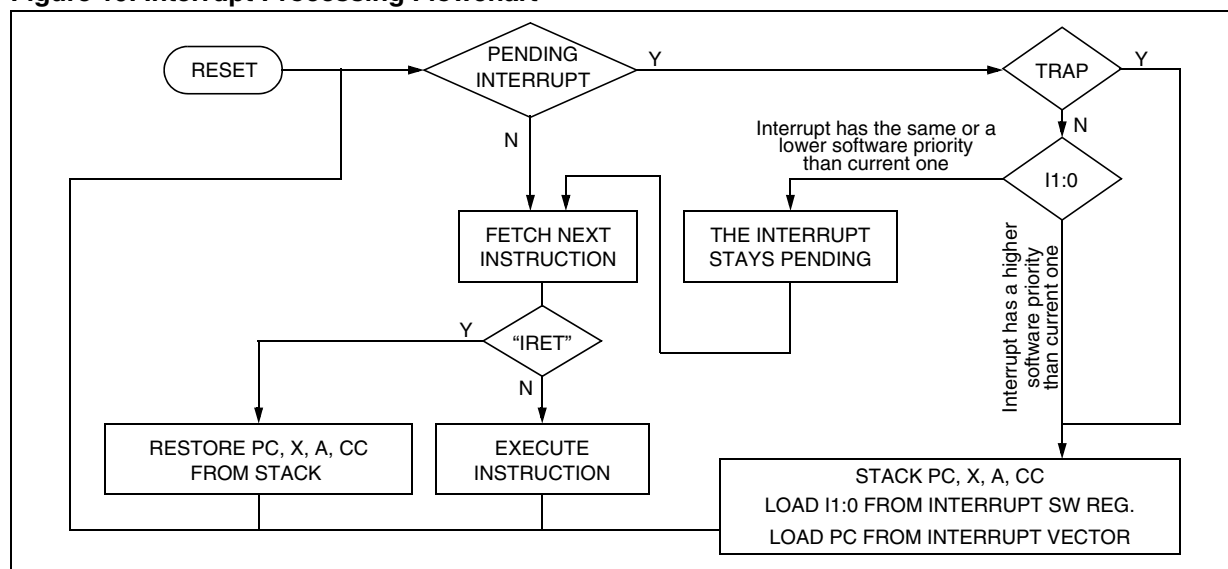 Figure 16. Interrupt Processing Flowchart
RESET
PENDING
INTERRUPT
Y
TRAP
Y
N
N
Interrupt has the same or a
lower software priority
than current one
I1:0
FETCH NEXT
INSTRUCTION
THE INTERRUPT
STAYS PENDING
Interrupt has a higher
software priority
than current one
Y
“IRET”
N
RESTORE PC, X, A, CC
FROM STACK
EXECUTE
INSTRUCTION
STACK PC, X, A, CC
LOAD I1:0 FROM INTERRUPT SW REG.
LOAD PC FROM INTERRUPT VECTOR